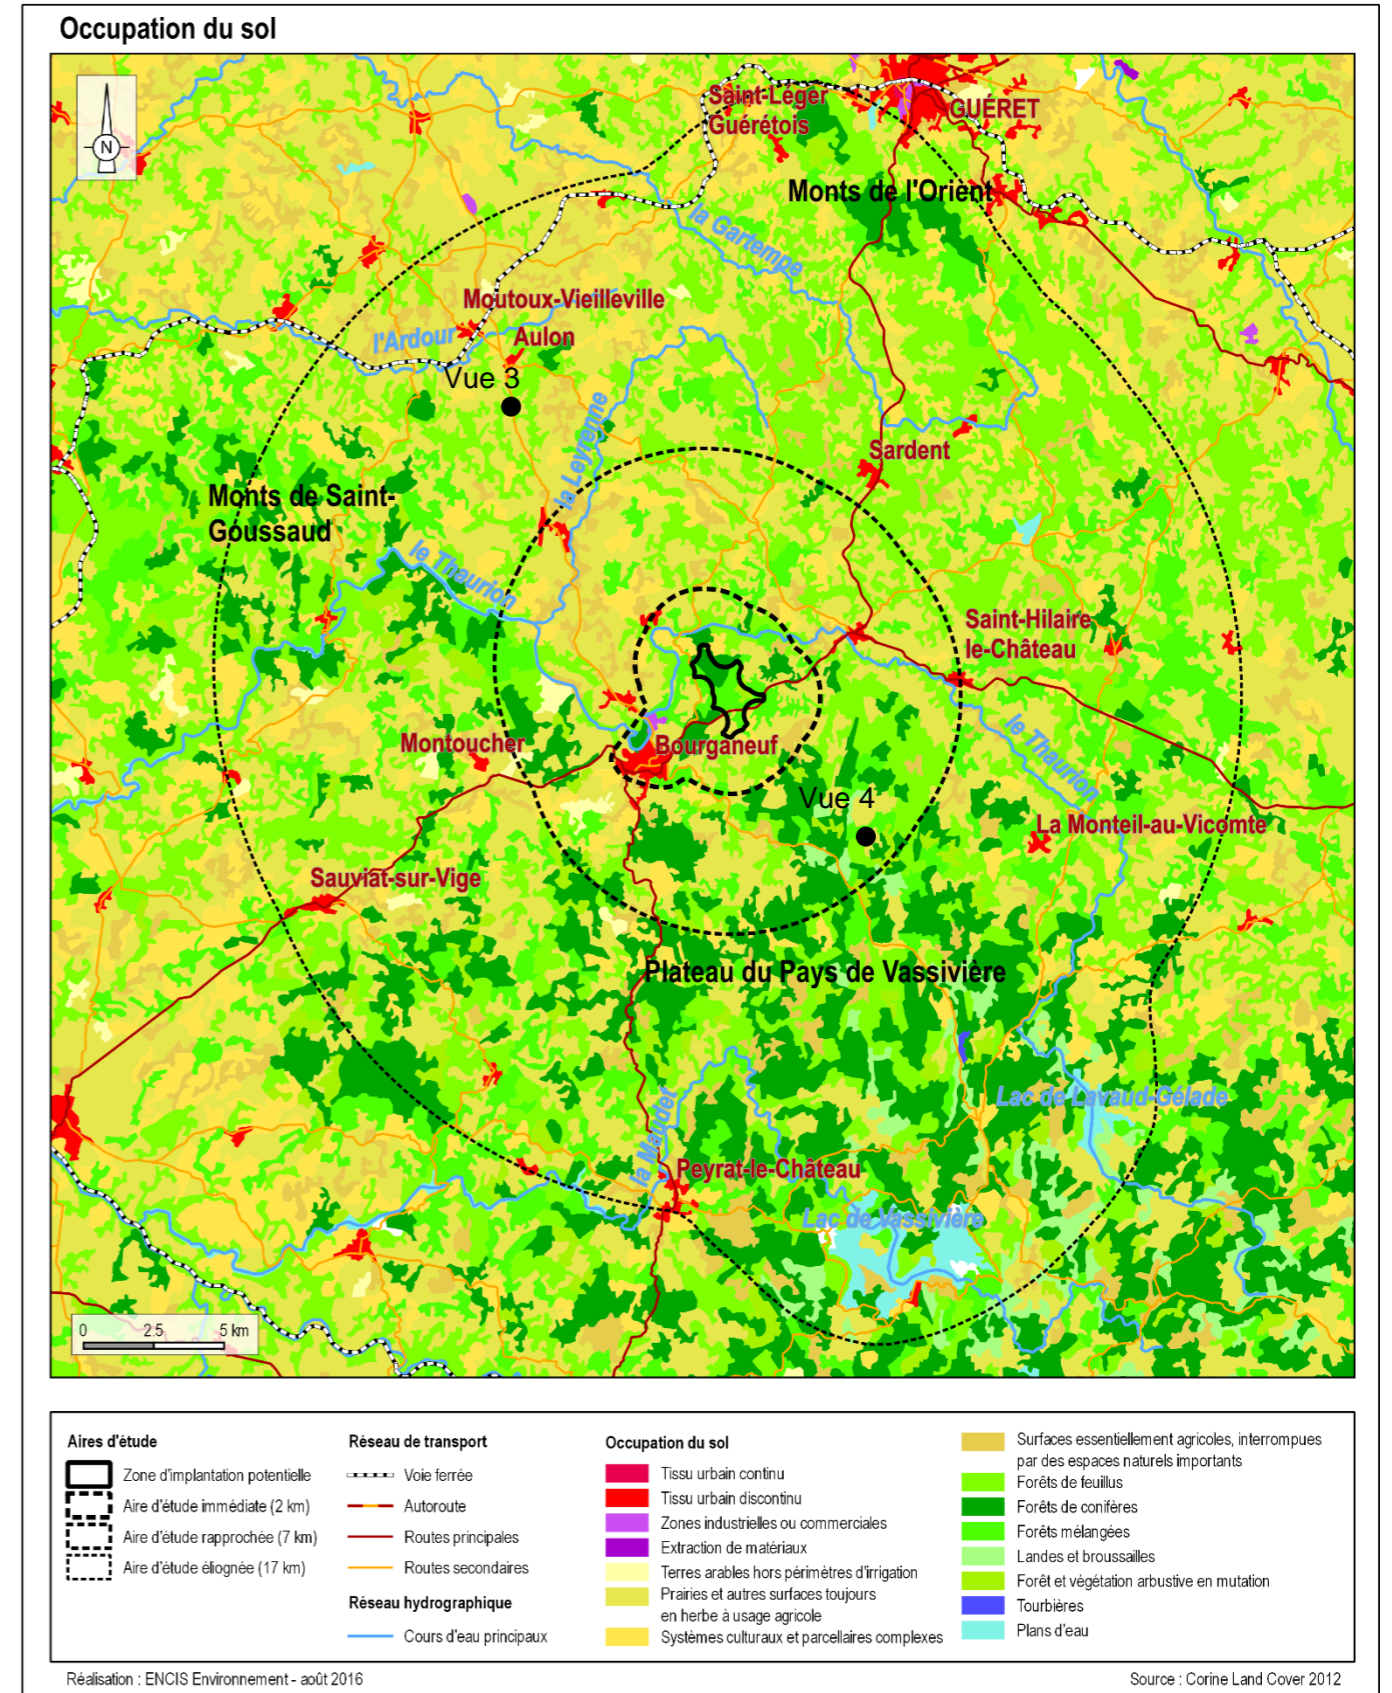 Occupation du sol
N
Saint-Léger
Guérétois
GUÉRET
Monts de l'Orient
la Gartempe
Moutoux-Vieilleville
l'Ardour
Aulon
Vue 3
la Leyrenne
Sardent
Monts de Saint-
Goussaud
le Thaurion
Saint-Hilaire
le-Château
Montoucher
Bourganeuf
le Thaurion
Vue 4
La Monteil-au-Vicomte
Sauviat-sur-Vige
Plateau du Pays de Vassivière
Lac de Lavaud-Gélade
la Maudet
Peyrat-le-Château
Lac de Vassivière
0 2.5 5 km
Aires d'étude
Zone d'implantation potentielle
Aire d'étude immédiate (2 km)
Aire d'étude rapprochée (7 km)
Aire d'étude éliognée (17 km)
Réseau de transport
Voie ferrée
Autoroute
Routes principales
Routes secondaires
Réseau hydrographique
Cours d'eau principaux
Occupation du sol
Tissu urbain continu
Tissu urbain discontinu
Zones industrielles ou commerciales
Extraction de matériaux
Terres arables hors périmètres d'irrigation
Prairies et autres surfaces toujours
en herbe à usage agricole
Systèmes culturaux et parcellaires complexes
Surfaces essentiellement agricoles, interrompues
par des espaces naturels importants
Forêts de feuillus
Forêts de conifères
Forêts mélangées
Landes et broussailles
Forêt et végétation arbustive en mutation
Tourbières
Plans d'eau
Réalisation : ENCIS Environnement - août 2016
Source : Corine Land Cover 2012